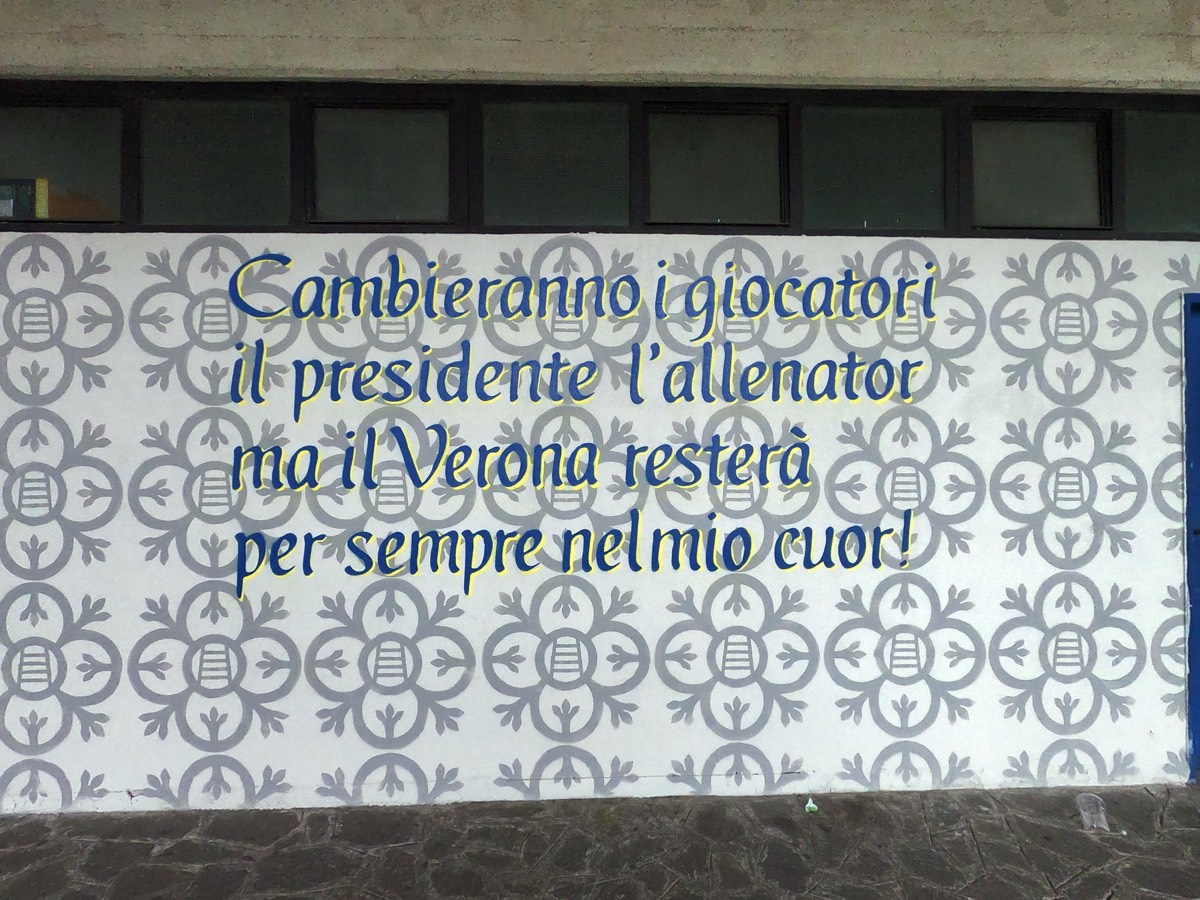 Cambieranno i giocatori
il presidente l'allenator
ma il Verona resterà
per sempre nel mio cuor!